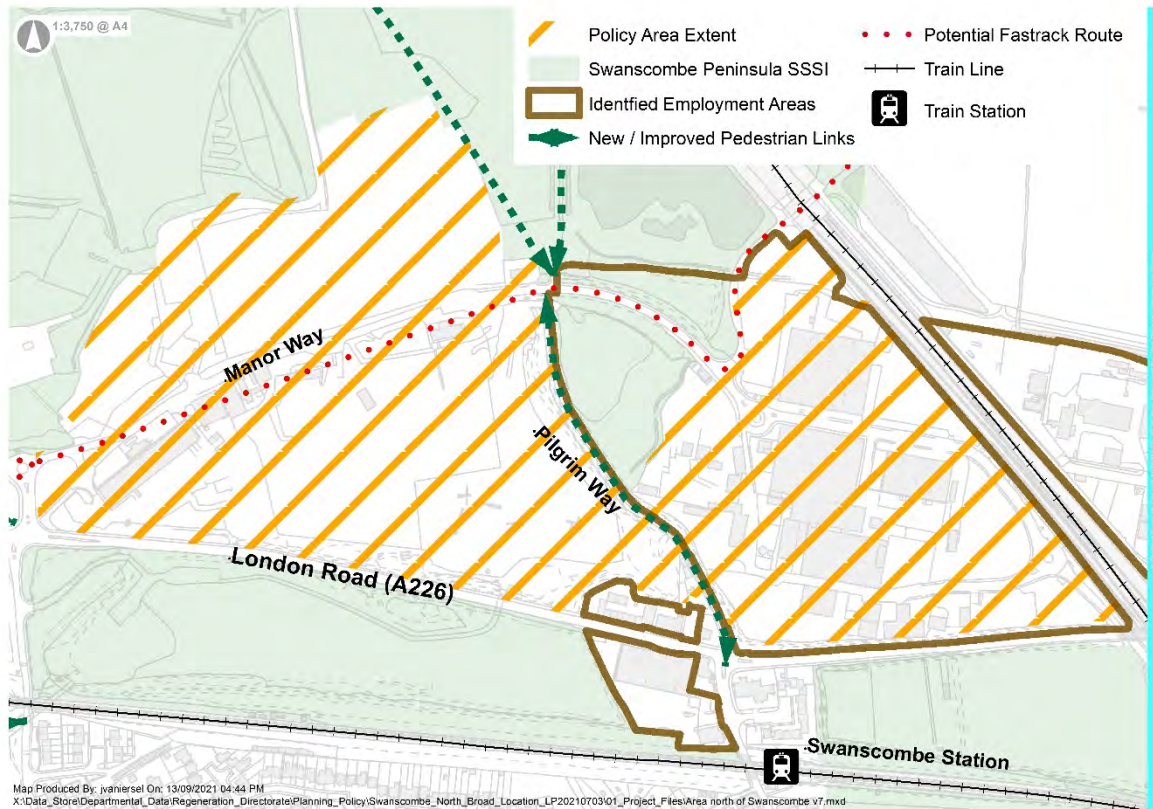 1:3,750 @ A4
Policy Area Extent
Potential Fastrack Route
Swanscombe Peninsula SSSI
Train Line
Identfied Employment Areas
Train Station
New / Improved Pedestrian Links
Manor Way
Pilgrim Way
London Road (A226)
Swanscombe Station
Map Produced By: jvaniersel On: 13/09/2021 04:44 PM
X:\Data_Store\Departmental_Data\Regeneration_Directorate\Planning_Policy\Swanscombe_North_Broad_Location_LP20210703\01_Project_Files\Area north of Swanscombe v7.mxd